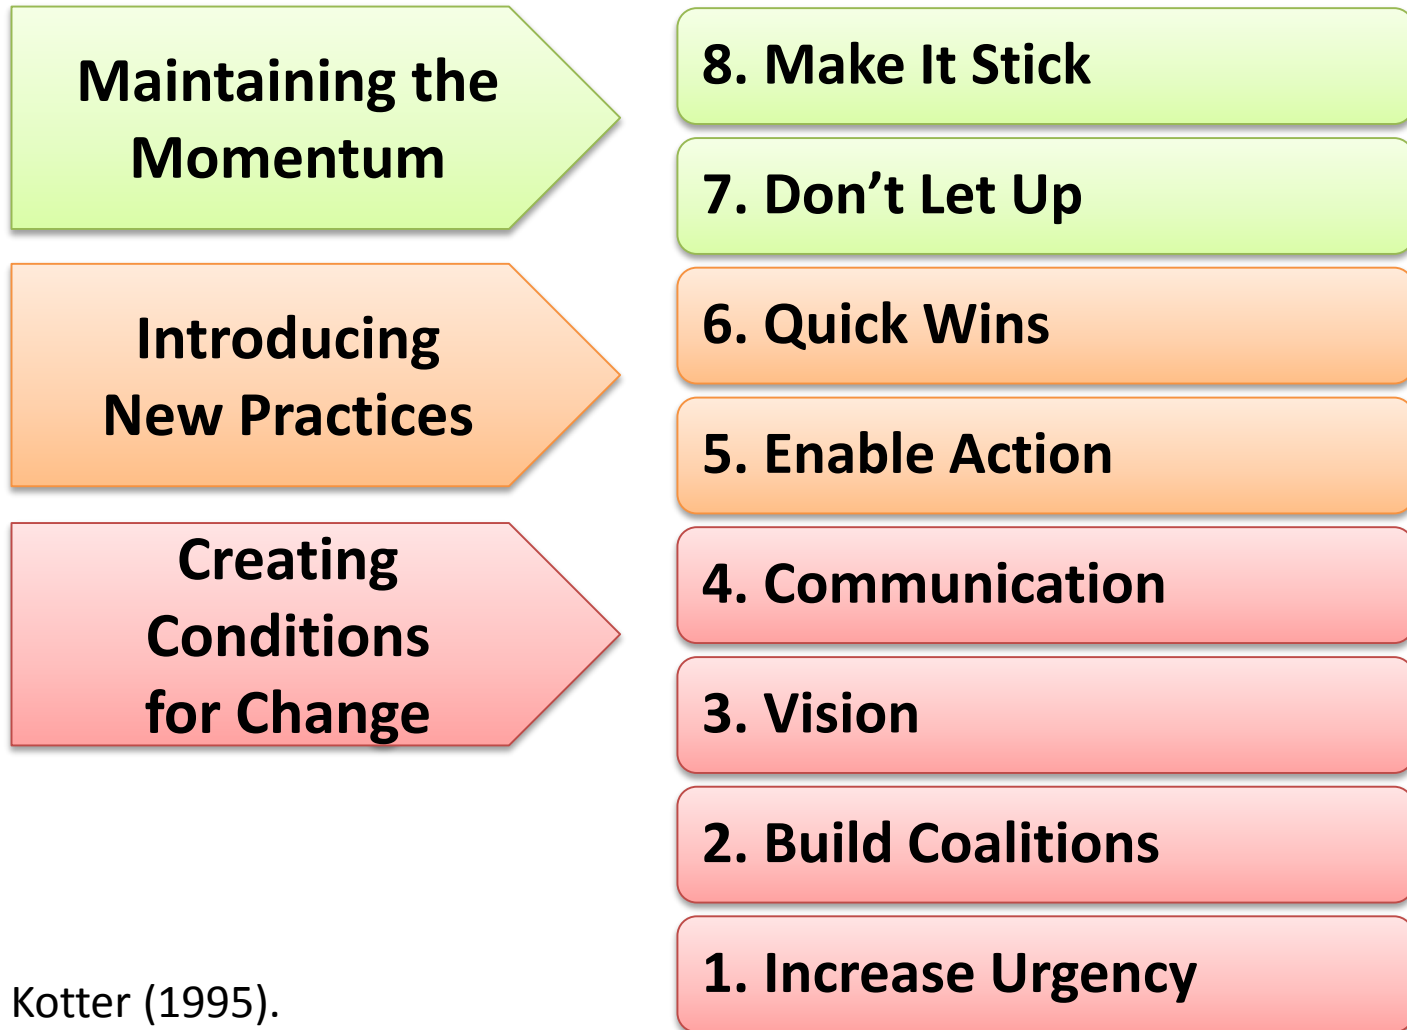 Maintaining the
Momentum
8. Make It Stick
7. Don’t Let Up
Introducing
New Practices
6. Quick Wins
5. Enable Action
Creating
Conditions
for Change
4. Communication
3. Vision
2. Build Coalitions
1. Increase Urgency
Kotter (1995).